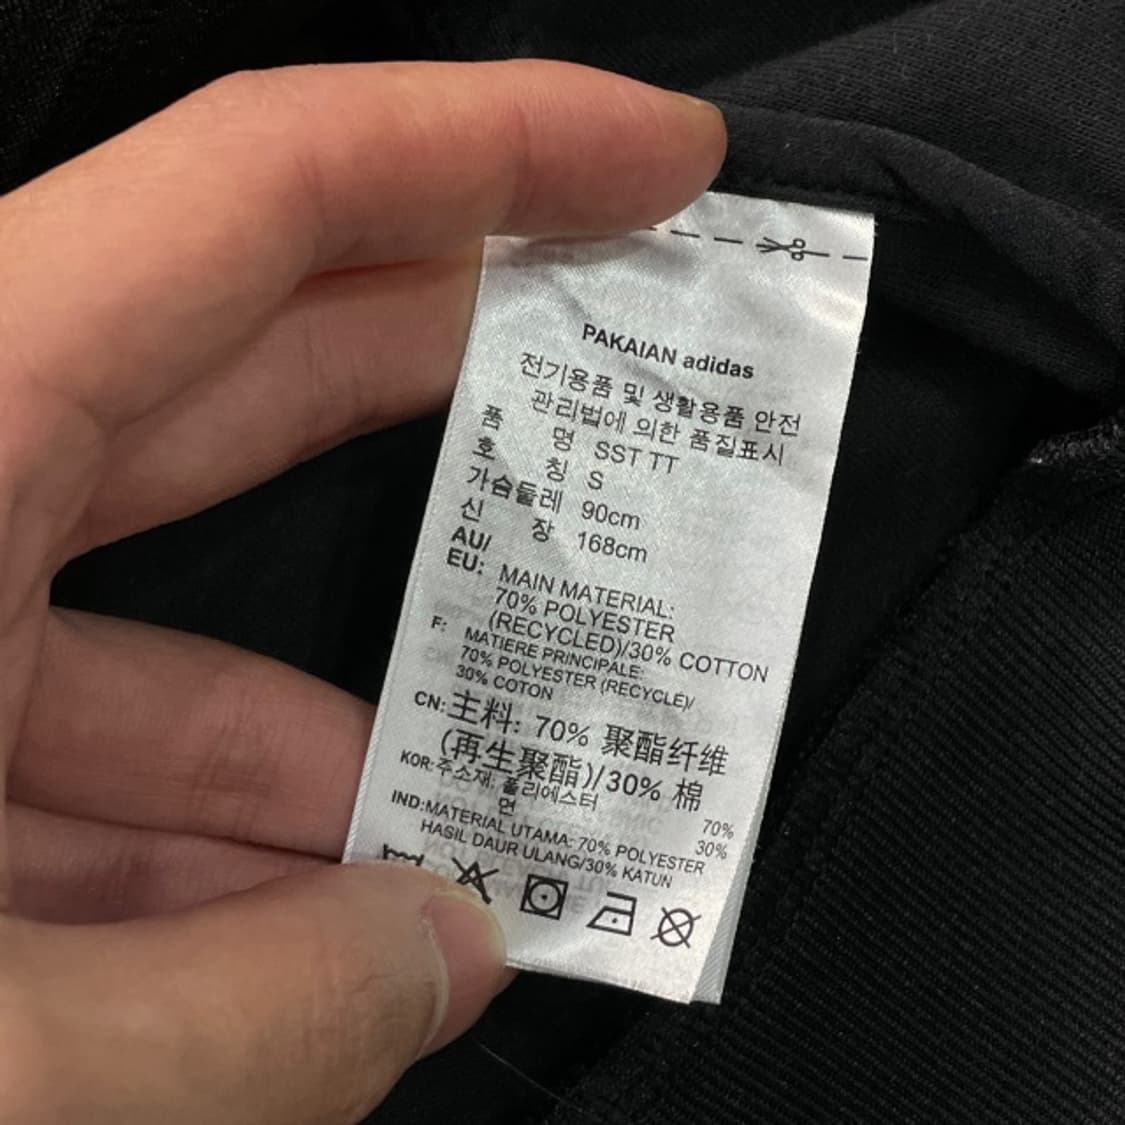 PAKAIAN adidas
전기용품 및 생활용품 안전
관리법에 의한 품질표시
품 명 SST TT
호 칭 S
가슴둘레 90cm
신 장 168cm
AU/
EU: MAIN MATERIAL:
70% POLYESTER
(RECYCLED)/30% COTTON
F: MATIERE PRINCIPALE:
70% POLYESTER (RECYCLE)/
30% COTON
CN: 主料: 70% 聚酯纤维
(再生聚酯)/30% 棉
KOR: 주소재: 폴리에스터 70%
면 30%
IND: MATERIAL UTAMA: 70% POLYESTER
HASIL DAUR ULANG/30% KATUN